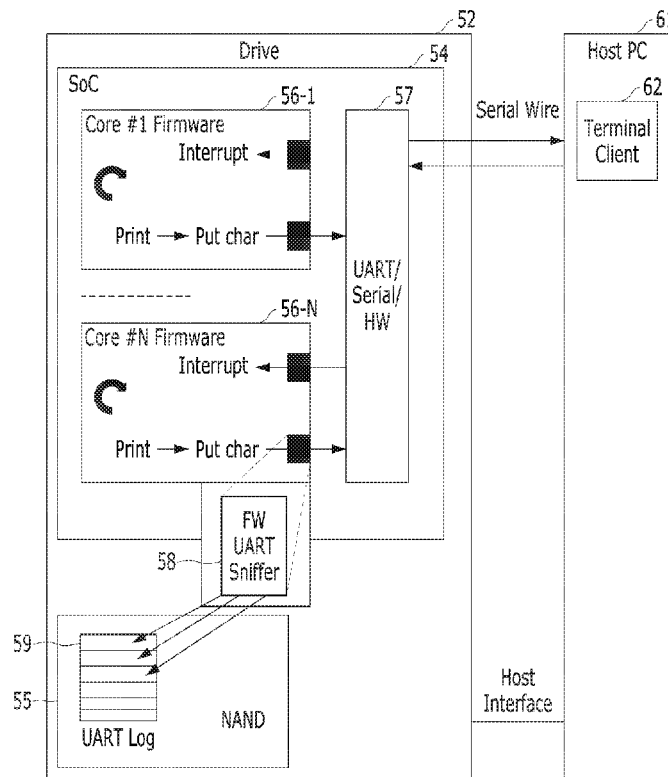 52
61
Drive
54
Host PC
SoC
56-1
57
62
Core #1 Firmware
Serial Wire
Terminal
Client
Interrupt
Print
Put char
UART/
Serial/
HW
56-N
Core #N Firmware
Interrupt
Print
Put char
FW
UART
Sniffer
58
59
55
NAND
UART Log
Host
Interface